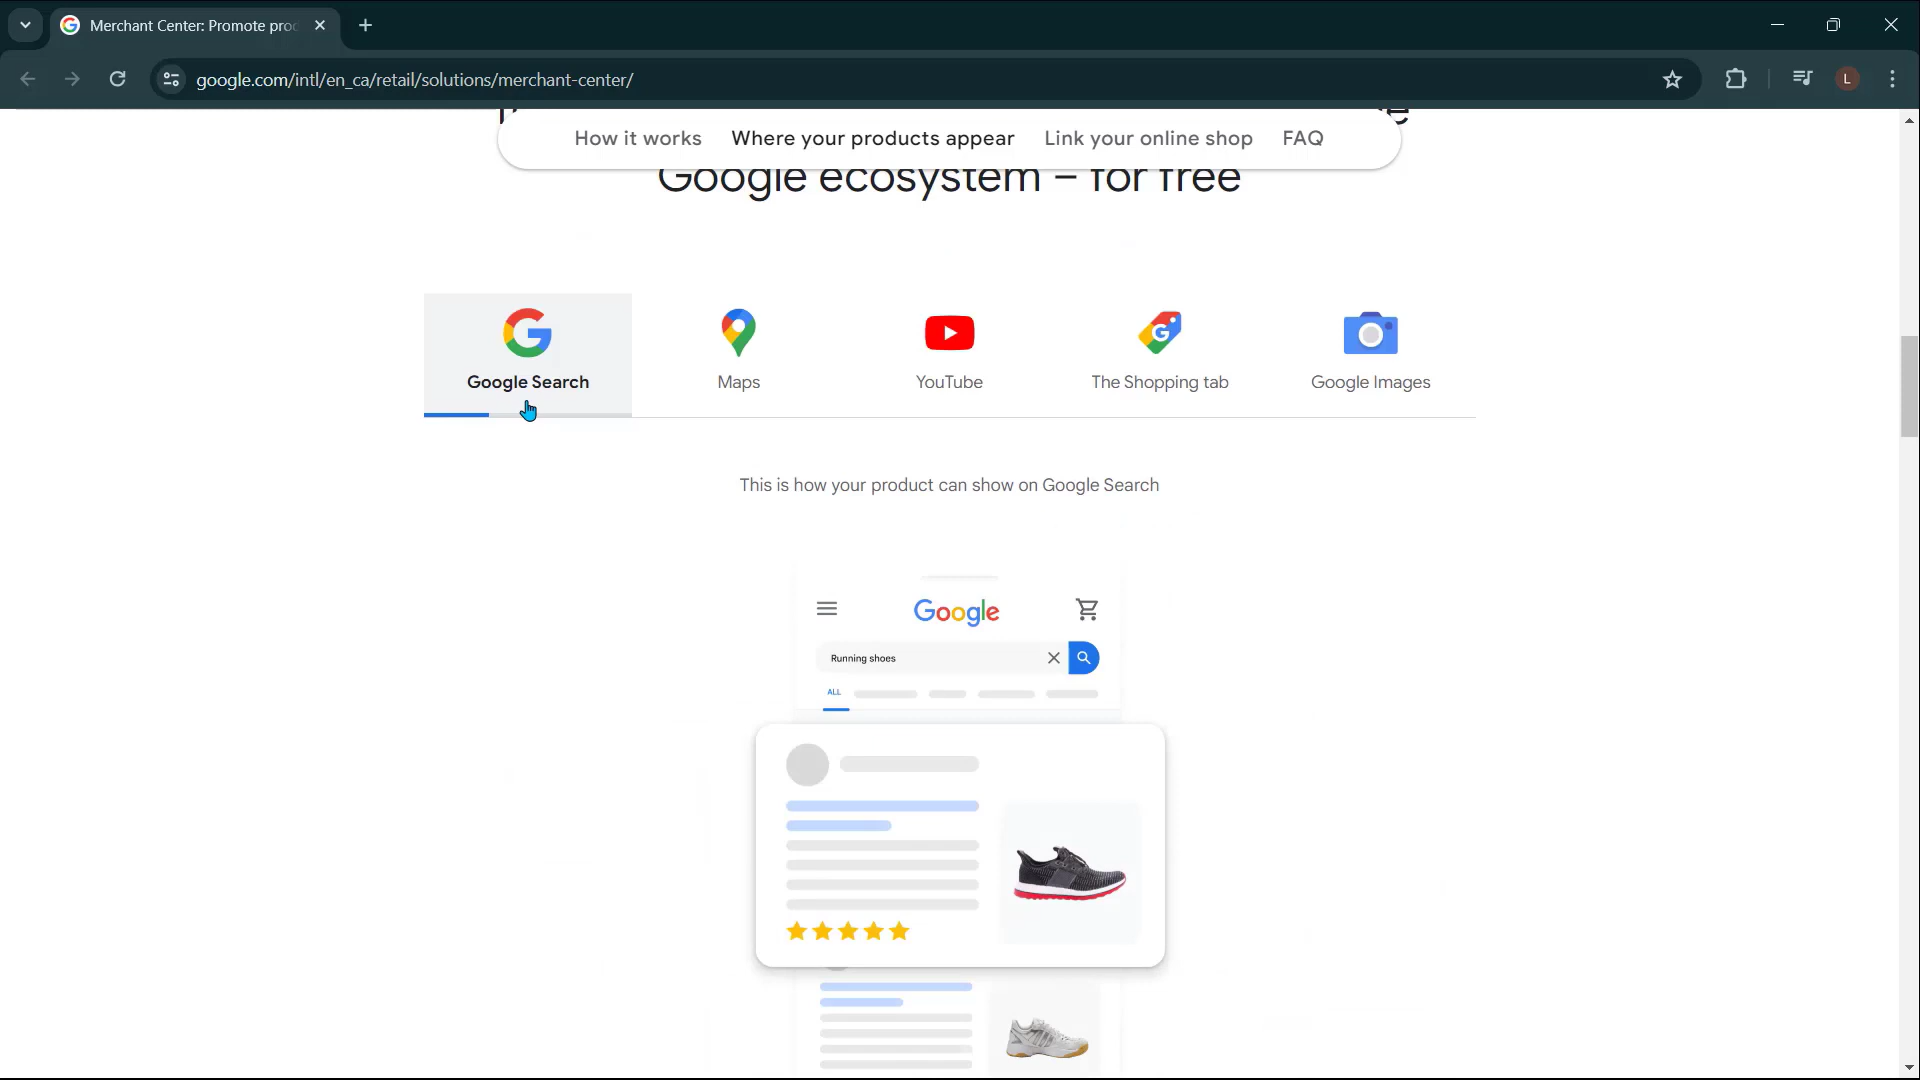 Merchant Center: Promote pro
google.com/intl/en_ca/retail/solutions/merchant-center/
L
How it works
Where your products appear
Link your online shop
FAQ
Google ecosystem – for free
Google Search
Maps
YouTube
The Shopping tab
Google Images
This is how your product can show on Google Search
Google
Running shoes
ALL